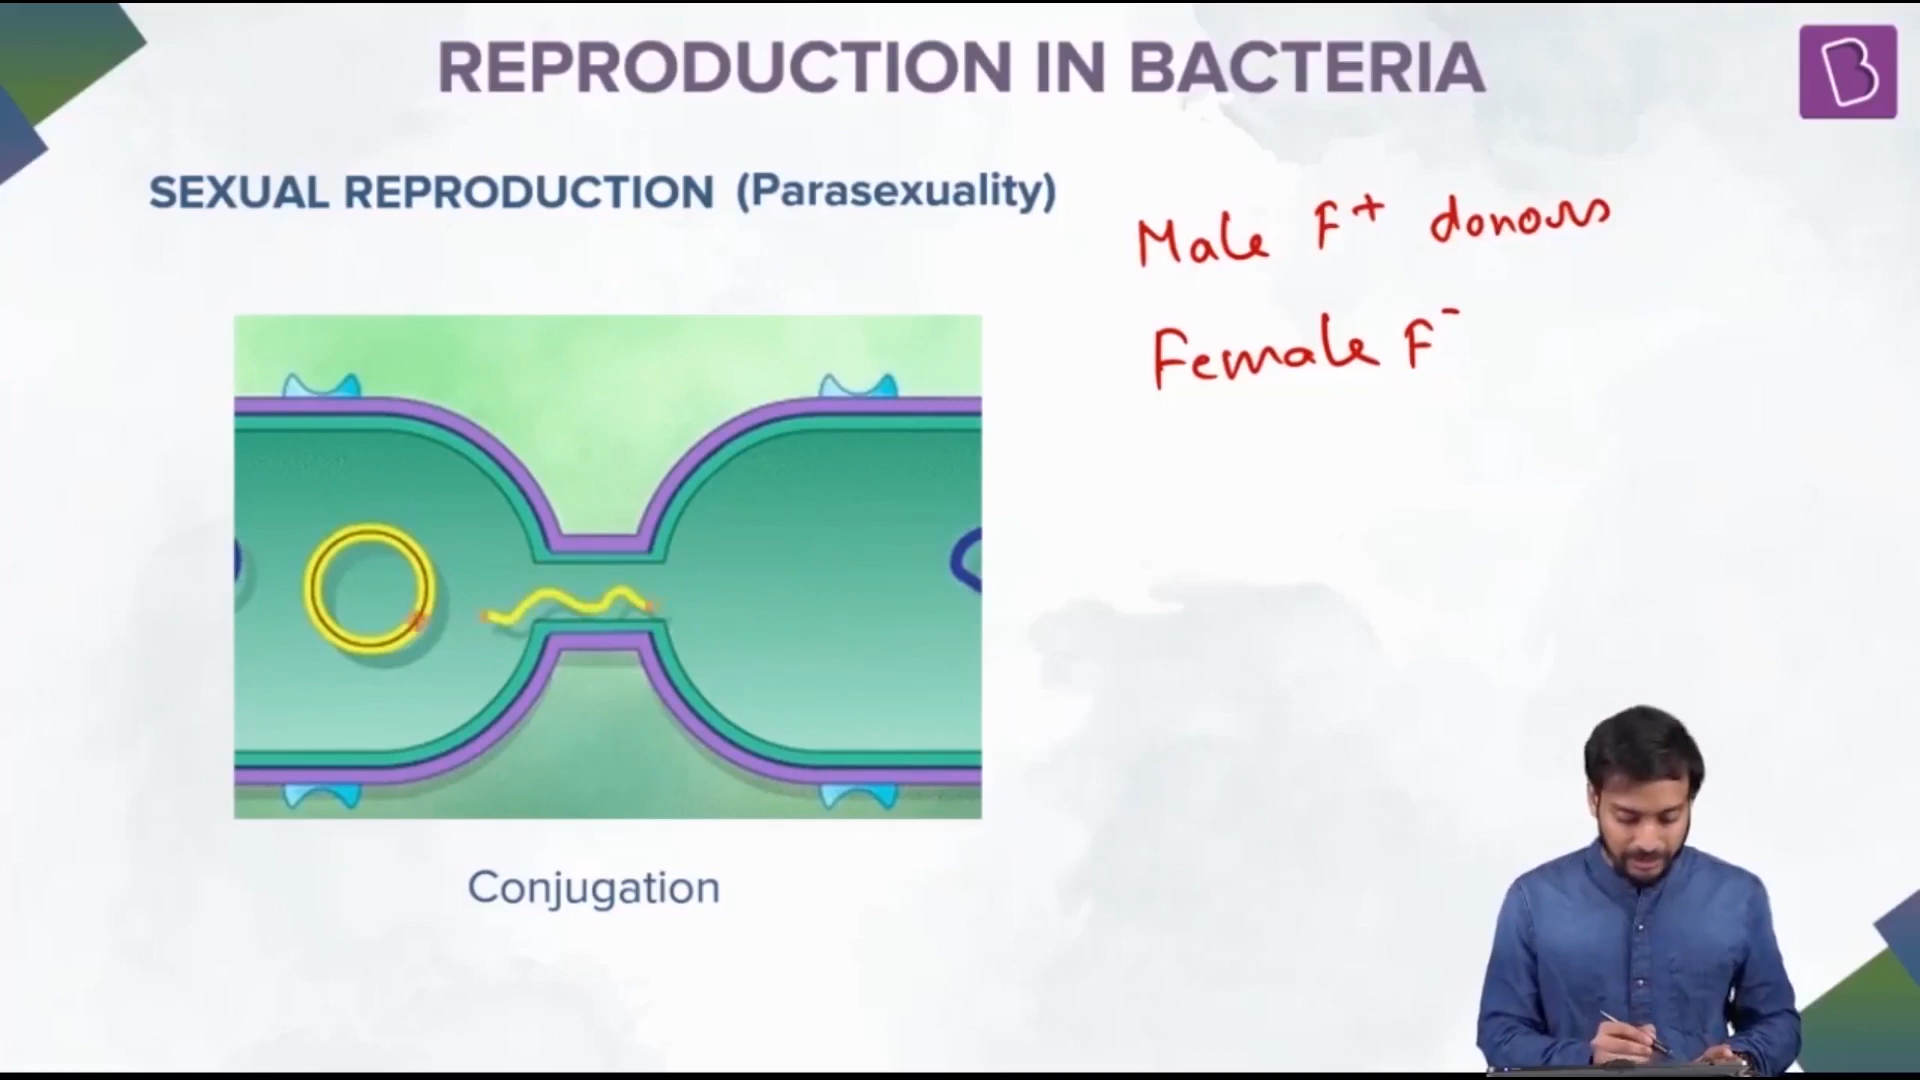 REPRODUCTION IN BACTERIA
B
SEXUAL REPRODUCTION (Parasexuality)
Male F+ donors
Female F-
Conjugation